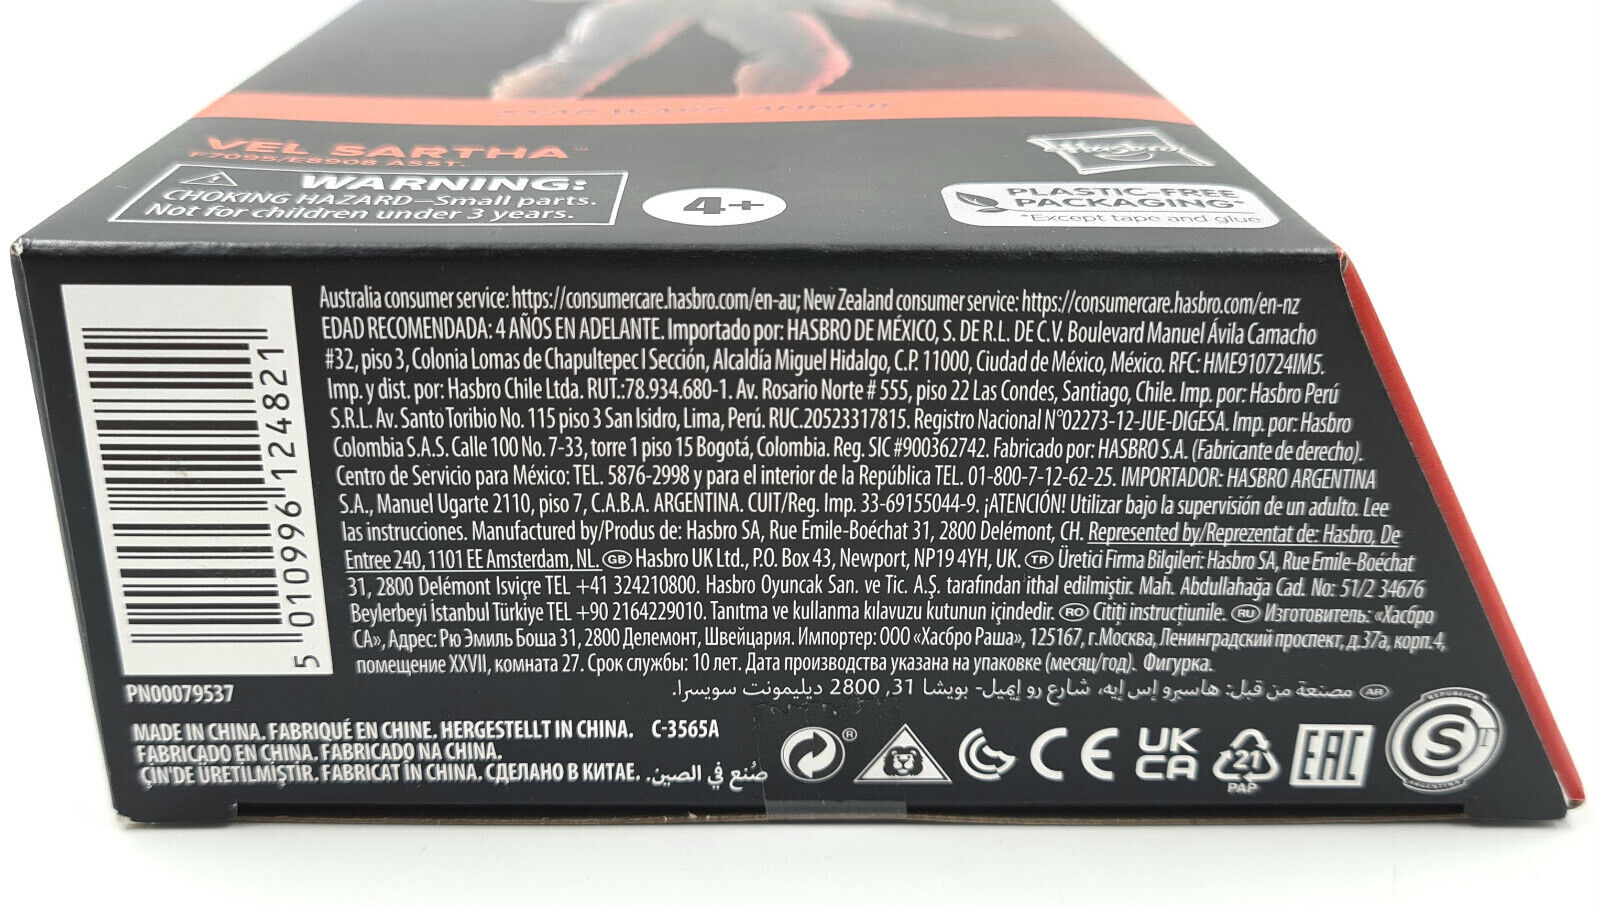 STAR WARS: ANDOR
VEL SARTHA™
F7095/E8908 ASST.
WARNING:
CHOKING HAZARD—Small parts.
Not for children under 3 years.
4+
Hasbro
PLASTIC-FREE
PACKAGING*
*Except tape and glue
Australia consumer service: https://consumercare.hasbro.com/en-au; New Zealand consumer service: https://consumercare.hasbro.com/en-nz
EDAD RECOMENDADA: 4 AÑOS EN ADELANTE. Importado por: HASBRO DE MÉXICO, S. DE R.L. DE C.V. Boulevard Manuel Ávila Camacho
#32, piso 3, Colonia Lomas de Chapultepec I Sección, Alcaldía Miguel Hidalgo, C.P. 11000, Ciudad de México, México. RFC: HME910724IM5.
Imp. y dist. por: Hasbro Chile Ltda. RUT.:78.934.680-1. Av. Rosario Norte # 555, piso 22 Las Condes, Santiago, Chile. Imp. por: Hasbro Perú
S.R.L. Av. Santo Toribio No. 115 piso 3 San Isidro, Lima, Perú. RUC.20523317815. Registro Nacional N°02273-12-JUE-DIGESA. Imp. por: Hasbro
Colombia S.A.S. Calle 100 No. 7-33, torre 1 piso 15 Bogotá, Colombia. Reg. SIC #900362742. Fabricado por: HASBRO S.A. (Fabricante de derecho).
Centro de Servicio para México: TEL. 5876-2998 y para el interior de la República TEL. 01-800-7-12-62-25. IMPORTADOR: HASBRO ARGENTINA
S.A., Manuel Ugarte 2110, piso 7, C.A.B.A. ARGENTINA. CUIT/Reg. Imp. 33-69155044-9. ¡ATENCIÓN! Utilizar bajo la supervisión de un adulto. Lee
las instrucciones. Manufactured by/Produs de: Hasbro SA, Rue Emile-Boéchat 31, 2800 Delémont, CH. Represented by/Reprezentat de: Hasbro, De
Entree 240, 1101 EE Amsterdam, NL. GB Hasbro UK Ltd., P.O. Box 43, Newport, NP19 4YH, UK. TR Üretici Firma Bilgileri: Hasbro SA, Rue Emile-Boéchat
31, 2800 Delémont İsviçre TEL +41 324210800. Hasbro Oyuncak San. ve Tic. A.Ş. tarafından ithal edilmiştir. Mah. Abdullahağa Cad. No: 51/2 34676
Beylerbeyi İstanbul Türkiye TEL +90 2164229010. Tanıtma ve kullanma kılavuzu kutunun içindedir. RO Citiți instrucțiunile. RU Изготовитель: «Хасбро
СА», Адрес: Рю Эмиль Боша 31, 2800 Делемонт, Швейцария. Импортер: ООО «Хасбро Раша», 125167, г.Москва, Ленинградский проспект, д.37а, корп.4,
помещение XXVII, комната 27. Срок службы: 10 лет. Дата производства указана на упаковке (месяц/год). Фигурка.
AR مصنعة من قبل: هاسبرو إس إيه، شارع رو إميل- بويشا 31, 2800 ديليمونت سويسرا.
5 010996 124821
PN00079537
MADE IN CHINA. FABRIQUÉ EN CHINE. HERGESTELLT IN CHINA. C-3565A
FABRICADO EN CHINA. FABRICADO NA CHINA.
ÇİN'DE ÜRETİLMİŞTİR. FABRICAT ÎN CHINA. СДЕЛАНО В КИТАЕ. صُنع في الصين.
®
CE
UK
CA
21
PAP
EAC
REPUBLICA
S
ARGENTINA